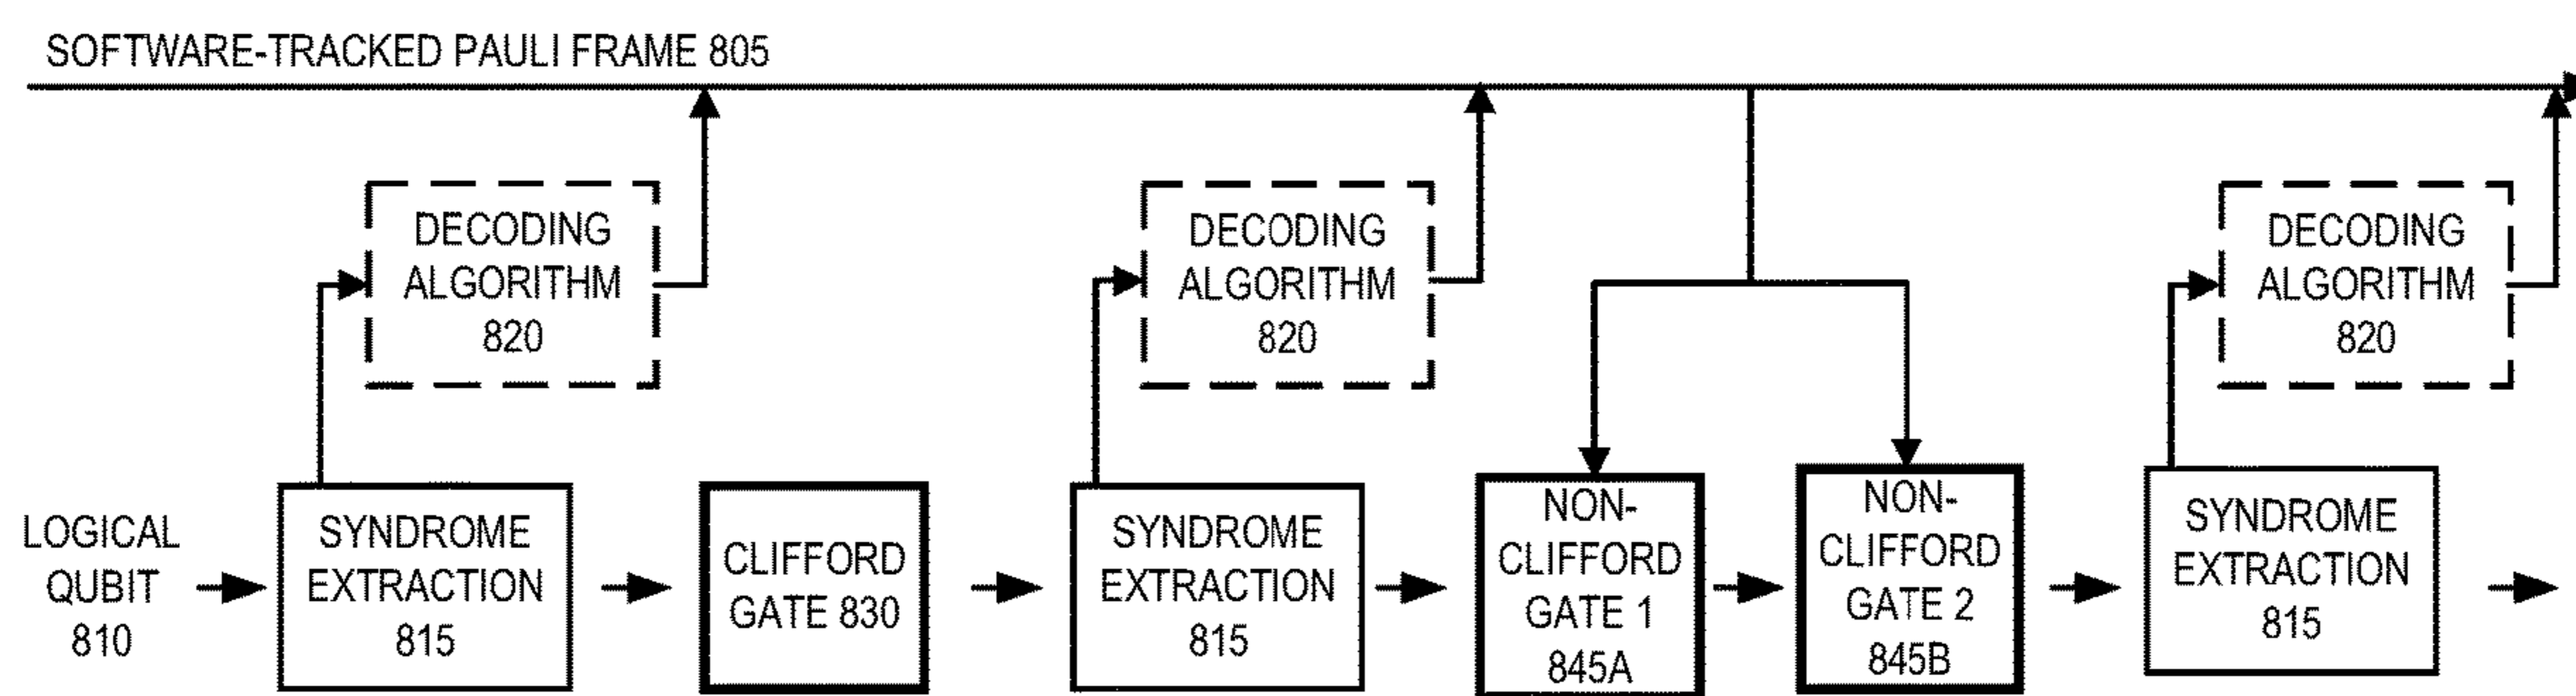 SOFTWARE-TRACKED PAULI FRAME 805
DECODING
ALGORITHM
820
DECODING
ALGORITHM
820
DECODING
ALGORITHM
820
LOGICAL
QUBIT
810
SYNDROME
EXTRACTION
815
CLIFFORD
GATE 830
SYNDROME
EXTRACTION
815
NON-
CLIFFORD
GATE 1
845A
NON-
CLIFFORD
GATE 2
845B
SYNDROME
EXTRACTION
815